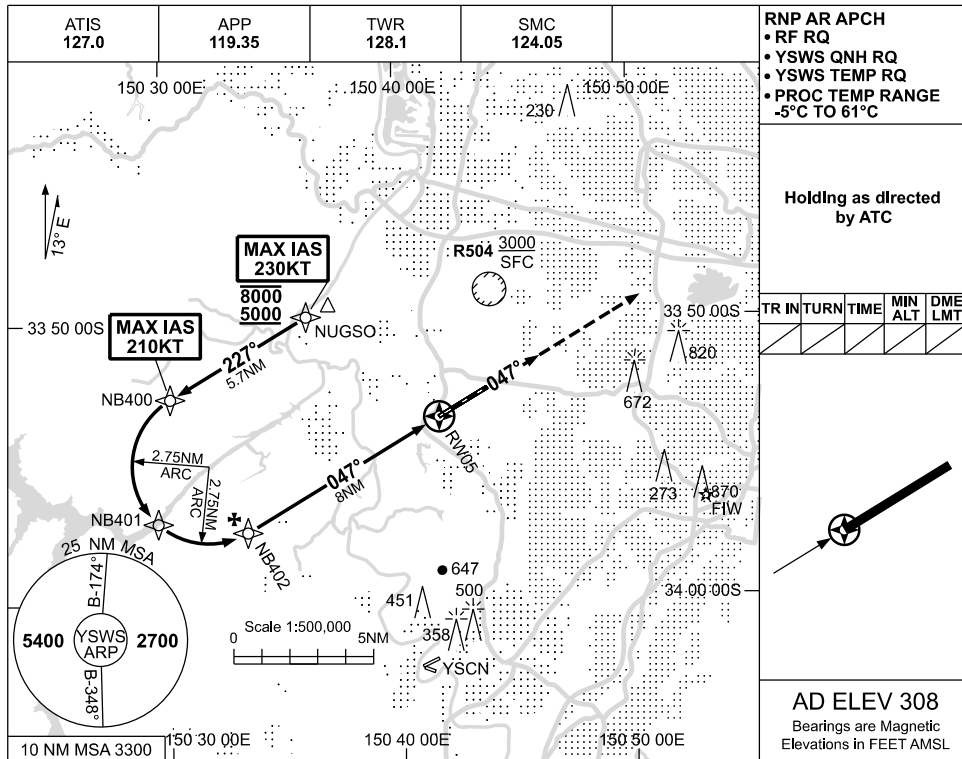 ATIS
127.0
APP
119.35
TWR
128.1
SMC
124.05
RNP AR APCH
• RF RQ
• YSWS QNH RQ
• YSWS TEMP RQ
• PROC TEMP RANGE
-5°C TO 61°C
Holding as directed
by ATC
TR IN
TURN
TIME
MIN
ALT
DME
LMT
150 30 00E
150 40 00E
150 50 00E
230
13° E
MAX IAS
230KT
8000
5000
R504
3000
SFC
NUGSO
33 50 00S
33 50 00S
MAX IAS
210KT
227°
5.7NM
820
NB400
047°
672
RW05
2.75NM
ARC
047°
8NM
2.75NM
ARC
273
870
FIW
NB401
NB402
25 NM MSA
B-174°
5400
YSWS
ARP
2700
B-348°
10 NM MSA 3300
647
500
451
358
34 00 00S
Scale 1:500,000
0
5NM
YSCN
150 30 00E
150 40 00E
150 50 00E
AD ELEV 308
Bearings are Magnetic
Elevations in FEET AMSL